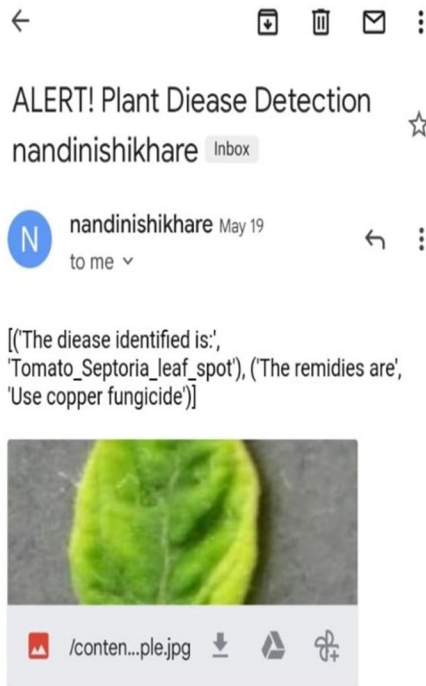 ALERT! Plant Diease Detection
nandinishikhare Inbox
N
nandinishikhare May 19
to me
[('The diease identified is:',
'Tomato_Septoria_leaf_spot'), ('The remidies are',
'Use copper fungicide')]
/conten...ple.jpg